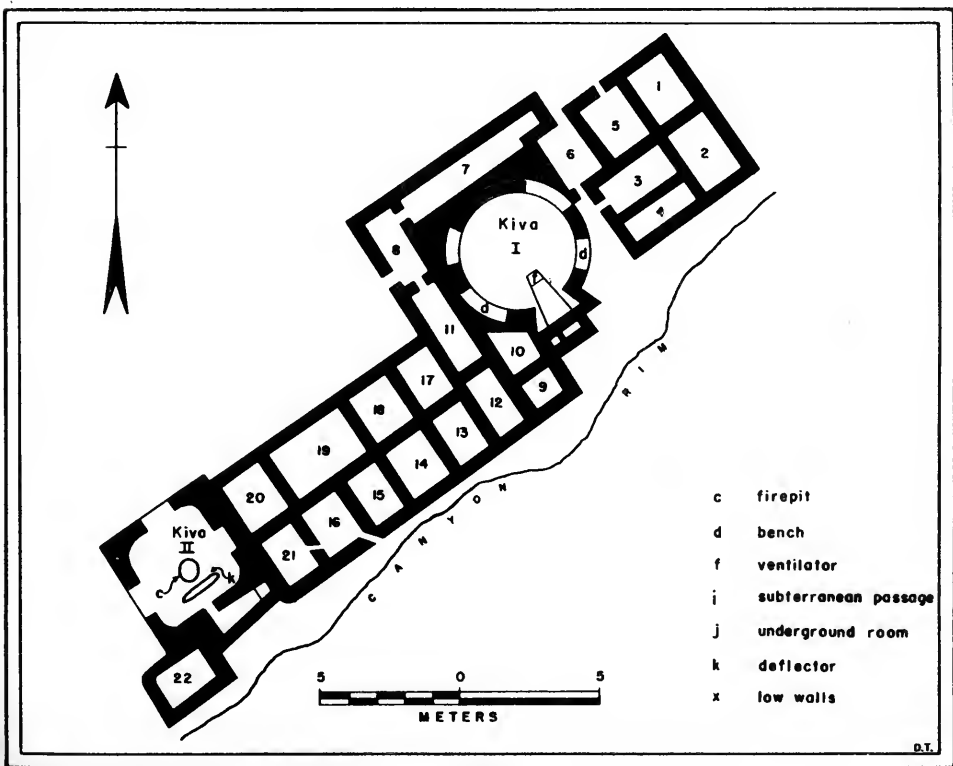 1
5
2
6
3
4
7
Kiva
I
8
d
f
d
11
10
17
9
12
18
13
19
14
15
20
16
21
Kiva
II
k
c
22
CANYON RIM
5 0 5
METERS
c firepit
d bench
f ventilator
i subterranean passage
j underground room
k deflector
x low walls
D.T.